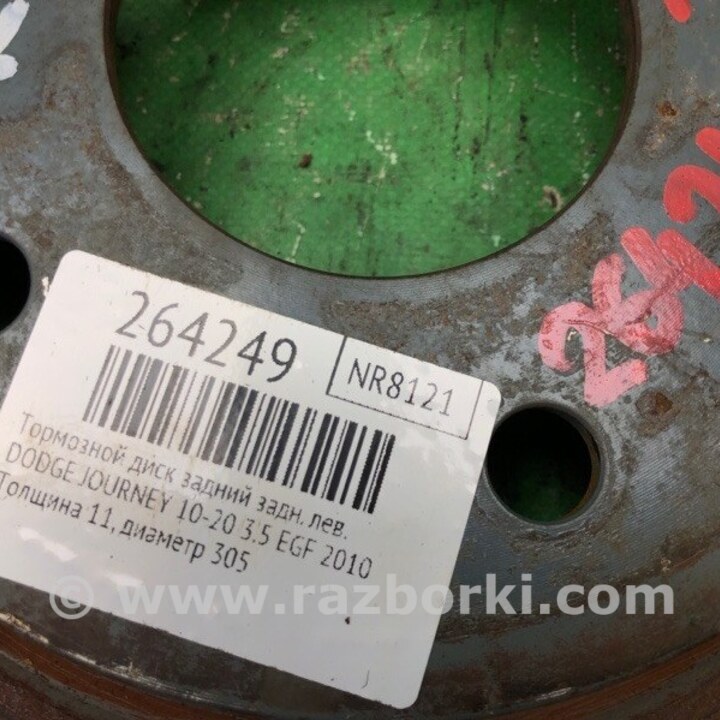 264249
NR8121
Тормозной диск задний задн. лев.
DODGE JOURNEY 10-20 3.5 EGF 2010
Толщина 11, диаметр 305
© www.razborki.com